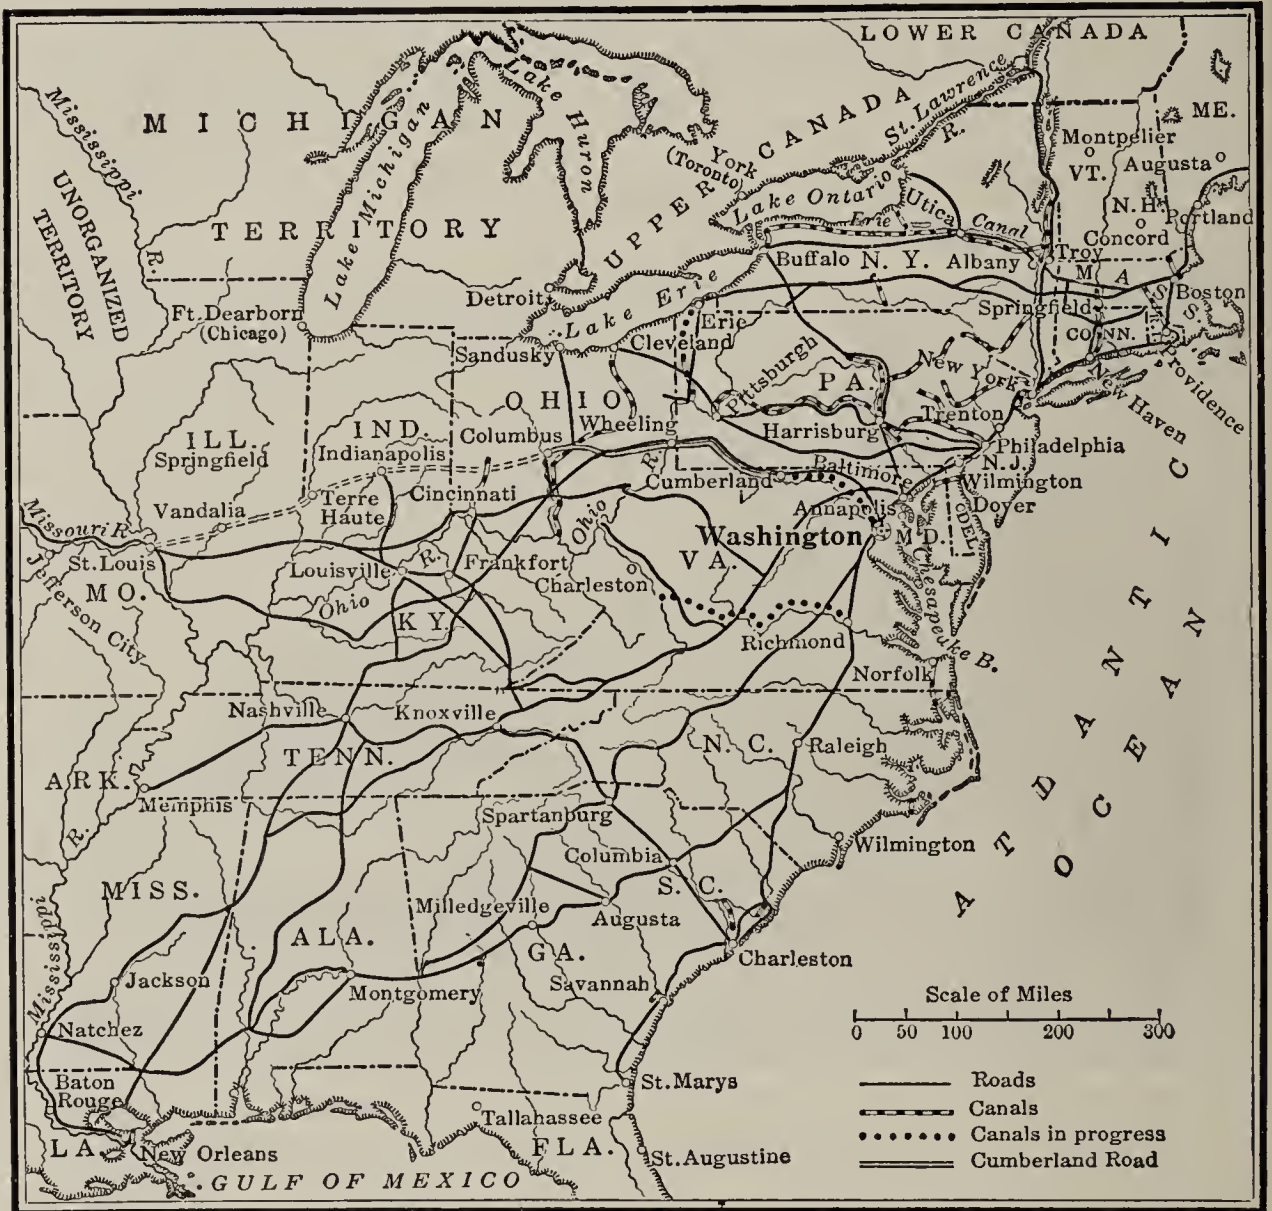 LOWER CANADA
MICHIGAN
TERRITORY
UNORGANIZED
TERRITORY
Mississippi
R.
Lake Michigan
Lake Huron
UPPER CANADA
York
(Toronto)
Lake Ontario
St. Lawrence
R.
ME.
Montpelier
VT.
Augusta
N.H.
Portland
Concord
Utica
Erie
Canal
Troy
Buffalo
N. Y.
Albany
MASS.
Boston
Springfield
CONN.
R.I.
Providence
New Haven
New York
Detroit
Lake Erie
Erie
Ft. Dearborn
(Chicago)
Sandusky
Cleveland
Pittsburgh
PA.
Trenton
OHIO
Wheeling
Harrisburg
Philadelphia
N.J.
ILL.
Springfield
IND.
Indianapolis
Columbus
R.
Cumberland
Baltimore
Wilmington
Dover
DEL.
Terre
Haute
Cincinnati
Vandalia
Annapolis
Washington
MD.
Missouri R.
St. Louis
MO.
Jefferson City
Louisville
R.
Frankfort
Ohio
Charleston
VA.
Chesapeake B.
Ohio
KY.
Richmond
Norfolk
Nashville
Knoxville
N. C.
Raleigh
TENN.
ARK.
Memphis
R.
Spartanburg
Wilmington
Columbia
S. C.
MISS.
Milledgeville
Augusta
ALA.
GA.
Charleston
Mississippi
Jackson
Montgomery
Savannah
Natchez
Baton
Rouge
St. Marys
Tallahassee
LA.
New Orleans
FLA.
St. Augustine
GULF OF MEXICO
ATLANTIC
OCEAN
Scale of Miles
0 50 100 200 300
Roads
Canals
Canals in progress
Cumberland Road